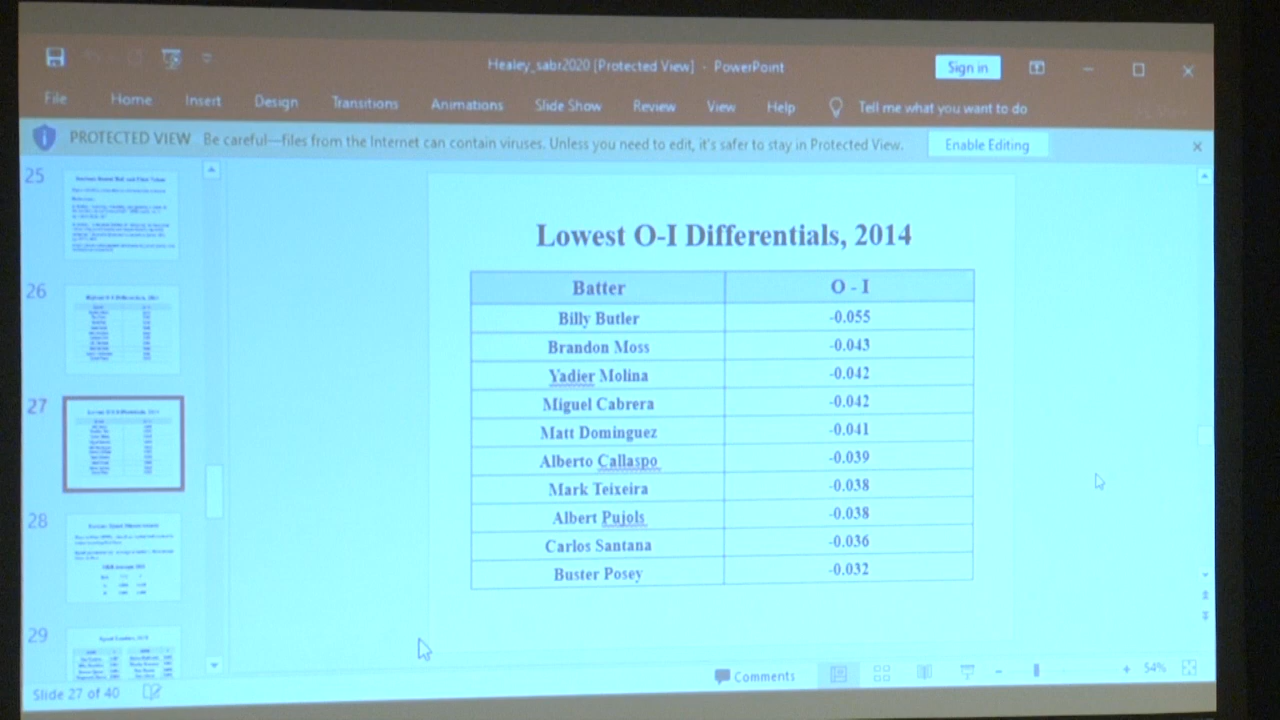 Healey_sabr2020 [Protected View] - PowerPoint
Sign in
File Home Insert Design Transitions Animations Slide Show Review View Help Tell me what you want to do
PROTECTED VIEW Be careful—files from the Internet can contain viruses. Unless you need to edit, it's safer to stay in Protected View. Enable Editing
25
26
27
28
29
Lowest O-I Differentials, 2014
Batter O - I
Billy Butler -0.055
Brandon Moss -0.043
Yadier Molina -0.042
Miguel Cabrera -0.042
Matt Dominguez -0.041
Alberto Callaspo -0.039
Mark Teixeira -0.038
Albert Pujols -0.038
Carlos Santana -0.036
Buster Posey -0.032
Slide 27 of 40
Comments
54%